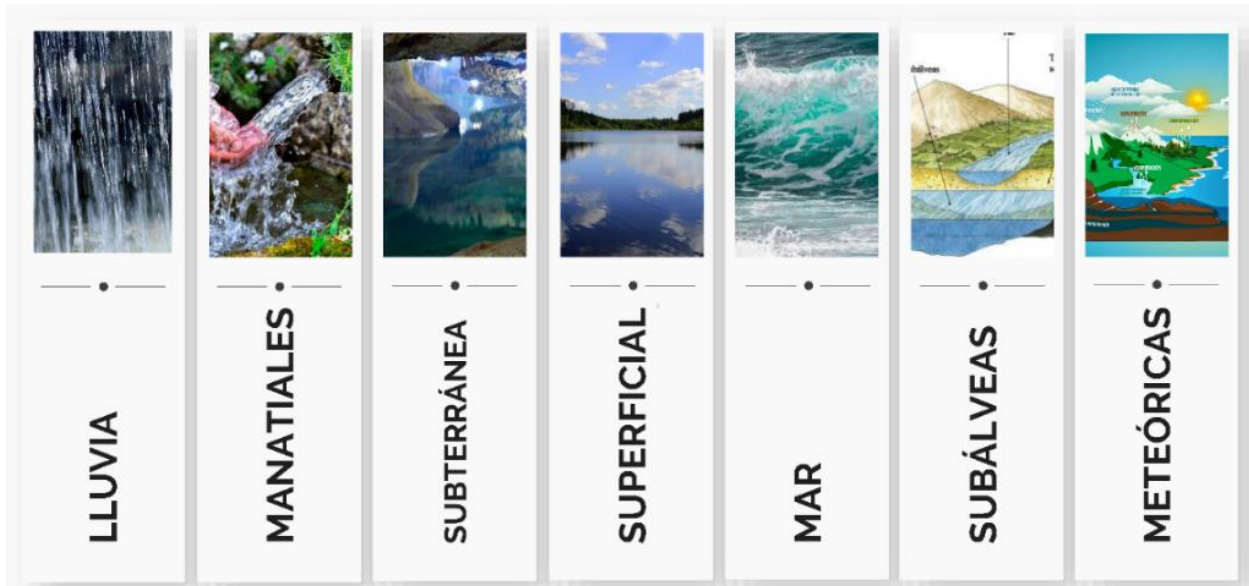 LLUVIA
MANATIALES
SUBTERRÁNEA
SUPERFICIAL
MAR
SUBÁLVEAS
METEÓRICAS